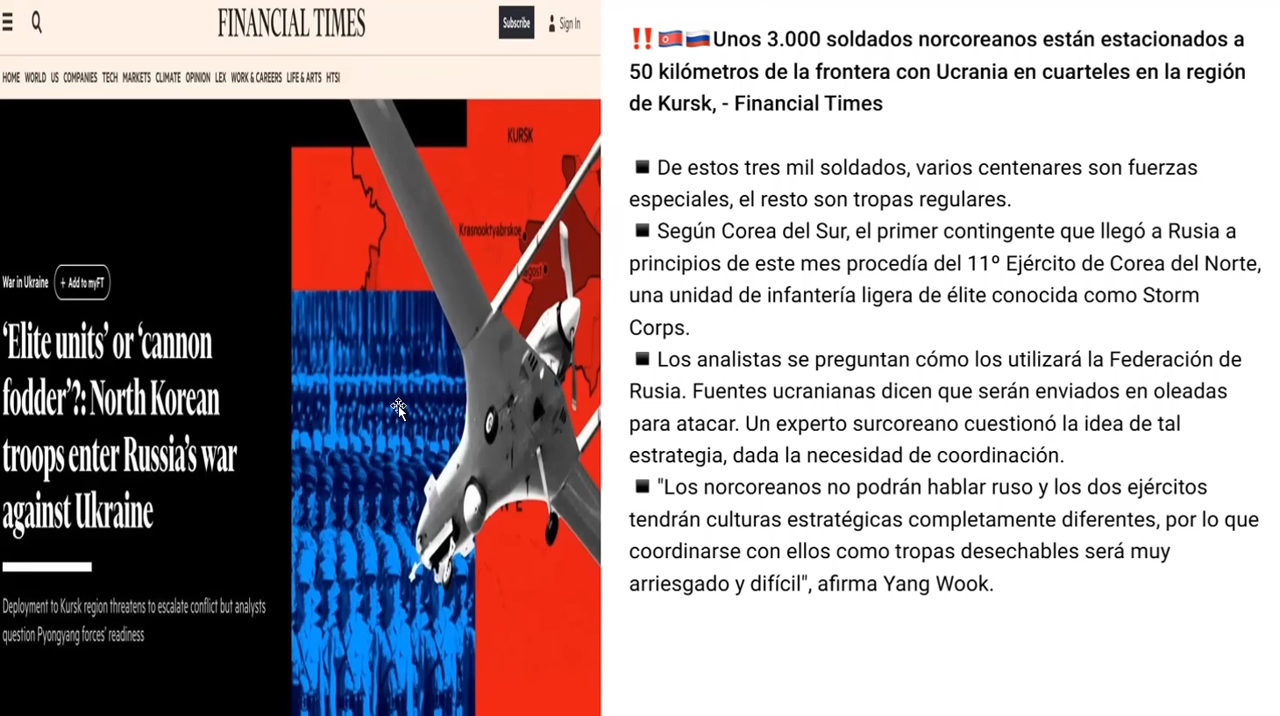 FINANCIAL TIMES
Subscribe
Sign In
HOME WORLD US COMPANIES TECH MARKETS CLIMATE OPINION LEX WORK & CAREERS LIFE & ARTS HTSI
KURSK
Krasnooktyabrskoe
War in Ukraine
+ Add to myFT
‘Elite units’ or ‘cannon
fodder’?: North Korean
troops enter Russia’s war
against Ukraine
Deployment to Kursk region threatens to escalate conflict but analysts
question Pyongyang forces’ readiness
‼️🇰🇵🇷🇺Unos 3.000 soldados norcoreanos están estacionados a
50 kilómetros de la frontera con Ucrania en cuarteles en la región
de Kursk, - Financial Times
◾De estos tres mil soldados, varios centenares son fuerzas
especiales, el resto son tropas regulares.
◾Según Corea del Sur, el primer contingente que llegó a Rusia a
principios de este mes procedía del 11º Ejército de Corea del Norte,
una unidad de infantería ligera de élite conocida como Storm
Corps.
◾Los analistas se preguntan cómo los utilizará la Federación de
Rusia. Fuentes ucranianas dicen que serán enviados en oleadas
para atacar. Un experto surcoreano cuestionó la idea de tal
estrategia, dada la necesidad de coordinación.
◾"Los norcoreanos no podrán hablar ruso y los dos ejércitos
tendrán culturas estratégicas completamente diferentes, por lo que
coordinarse con ellos como tropas desechables será muy
arriesgado y difícil", afirma Yang Wook.